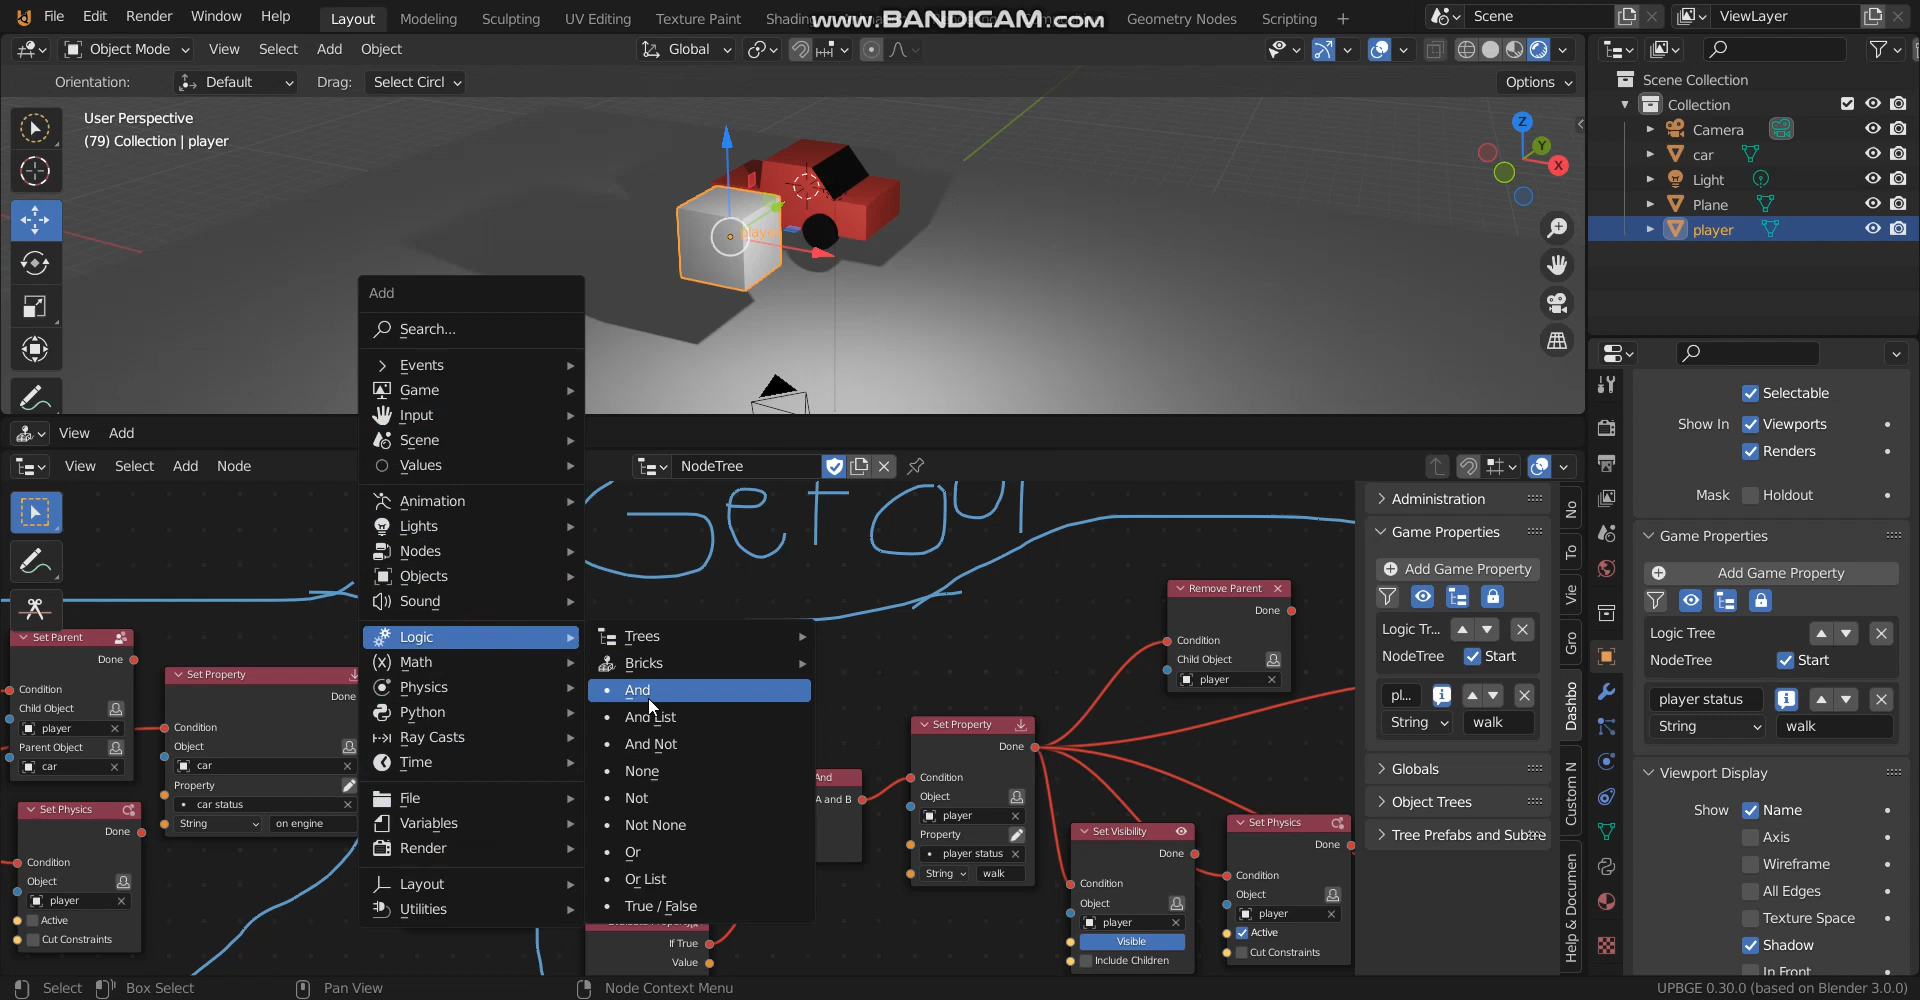 File Edit Render Window Help Layout Modeling Sculpting UV Editing Texture Paint Shading www.BANDICAM.com Geometry Nodes Scripting Scene ViewLayer
Object Mode View Select Add Object Global
Orientation: Default Drag: Select Circl Options
User Perspective
(79) Collection | player
player
Z
Y
X
Scene Collection
Collection
Camera
car
Light
Plane
player
View Add
View Select Add Node NodeTree
Add
Search...
Events
Game
Input
Scene
Values
Animation
Lights
Nodes
Objects
Sound
Logic
Math
Physics
Python
Ray Casts
Time
File
Variables
Render
Layout
Utilities
Trees
Bricks
And
And List
And Not
None
Not
Not None
Or
Or List
True / False
Get out
Set Parent
Done
Condition
Child Object
player
Parent Object
car
Set Property
Done
Condition
Object
car
Property
car status
String on engine
Set Physics
Done
Condition
Object
player
Active
Cut Constraints
If True
Value
And
A and B
Set Property
Done
Condition
Object
player
Property
player status
String walk
Remove Parent
Done
Condition
Child Object
player
Set Visibility
Done
Condition
Object
player
Visible
Include Children
Set Physics
Done
Condition
Object
player
Active
Cut Constraints
Administration
Game Properties
Add Game Property
Logic Tr...
NodeTree Start
pl...
String walk
Globals
Object Trees
Tree Prefabs and Subtre
No
To
Vie
Gro
Dashbo
Custom N
Help & Documen
Selectable
Show In Viewports
Renders
Mask Holdout
Game Properties
Add Game Property
Logic Tree
NodeTree Start
player status
String walk
Viewport Display
Show Name
Axis
Wireframe
All Edges
Texture Space
Shadow
In Front
Select Box Select Pan View Node Context Menu UPBGE 0.30.0 (based on Blender 3.0.0)